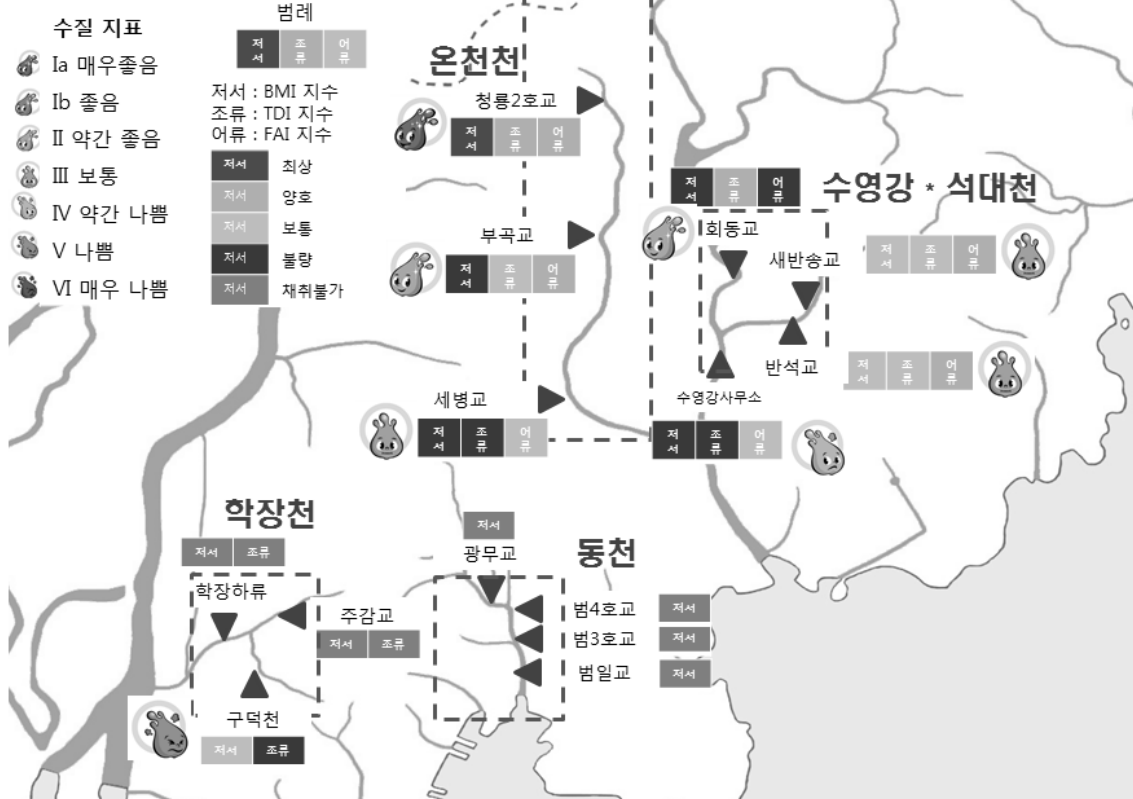 수질 지표
Ia 매우좋음
Ib 좋음
II 약간 좋음
III 보통
IV 약간 나쁨
V 나쁨
VI 매우 나쁨
범례
저서 조류 어류
저서 : BMI 지수
조류 : TDI 지수
어류 : FAI 지수
저서 최상
저서 양호
저서 보통
저서 불량
저서 채취불가
온천천
청룡2호교
저서 조류 어류
부곡교
저서 조류 어류
세병교
저서 조류 어류
수영강 * 석대천
저서 조류 어류
회동교
새반송교
저서 조류 어류
반석교
저서 조류 어류
수영강사무소
저서 조류 어류
학장천
저서 조류
학장하류
주감교
저서 조류
구덕천
저서 조류
동천
저서
광무교
범4호교 저서
범3호교 저서
범일교 저서